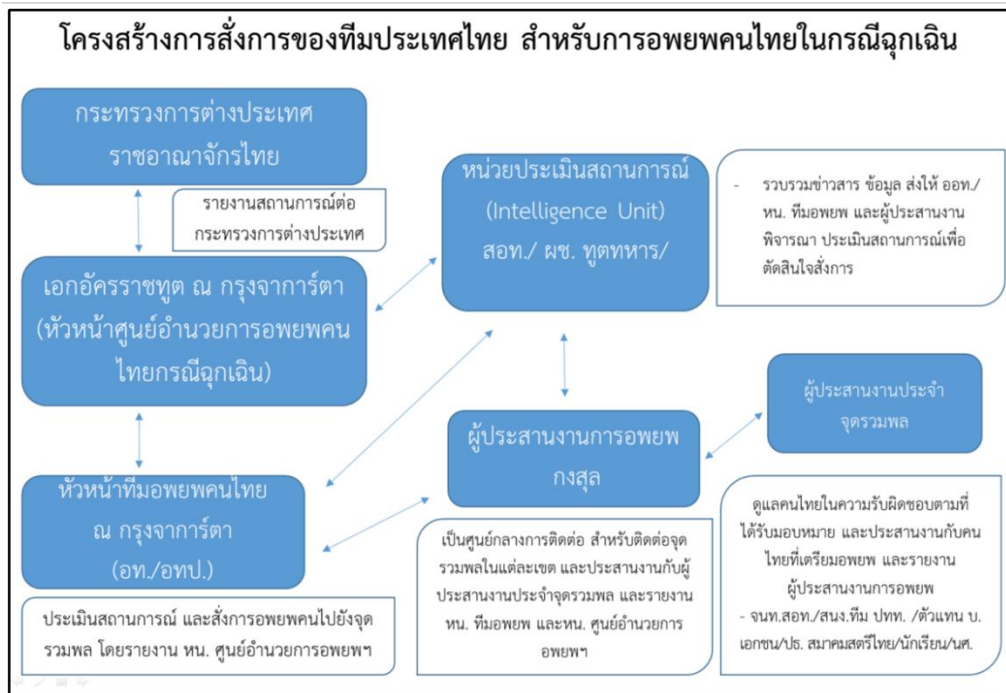 โครงสร้างการสั่งการของทีมประเทศไทย สำหรับการอพยพคนไทยในกรณีฉุกเฉิน
กระทรวงการต่างประเทศ
ราชอาณาจักรไทย
รายงานสถานการณ์ต่อ
กระทรวงการต่างประเทศ
เอกอัครราชทูต ณ กรุงจาการ์ตา
(หัวหน้าศูนย์อำนวยการอพยพคน
ไทยกรณีฉุกเฉิน)
หัวหน้าทีมอพยพคนไทย
ณ กรุงจาการ์ตา
(อท./อทป.)
ประเมินสถานการณ์ และสั่งการอพยพคนไปยังจุด
รวมพล โดยรายงาน หน. ศูนย์อำนวยการอพยพฯ
หน่วยประเมินสถานการณ์
(Intelligence Unit)
สอท./ ผช. ทูตทหาร/
- รวบรวมข่าวสาร ข้อมูล ส่งให้ ออท./
หน. ทีมอพยพ และผู้ประสานงาน
พิจารณา ประเมินสถานการณ์เพื่อ
ตัดสินใจสั่งการ
ผู้ประสานงานการอพยพ
กงสุล
เป็นศูนย์กลางการติดต่อ สำหรับติดต่อจุด
รวมพลในแต่ละเขต และประสานงานกับผู้
ประสานงานประจำจุดรวมพล และรายงาน
หน. ทีมอพยพ และหน. ศูนย์อำนวยการ
อพยพฯ
ผู้ประสานงานประจำ
จุดรวมพล
ดูแลคนไทยในความรับผิดชอบตามที่
ได้รับมอบหมาย และประสานงานกับคน
ไทยที่เตรียมอพยพ และรายงาน
ผู้ประสานงานการอพยพ
- จนท.สอท./สนง.ทีม ปทท. /ตัวแทน บ.
เอกชน/ปธ. สมาคมสตรีไทย/นักเรียน/นศ.